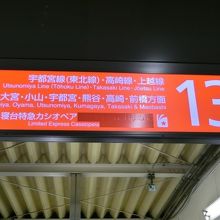 宇都宮線(東北線)・高崎線・上越線
Utsunomiya Line (Tōhoku Line)・Takasaki Line・Joetsu Line
大宮・小山・宇都宮・熊谷・高崎・前橋方面
Oyama, Utsunomiya, Kumagaya, Takasaki & Maebashi
寝台特急カシオペア
Limited Express Cassiopeia
13